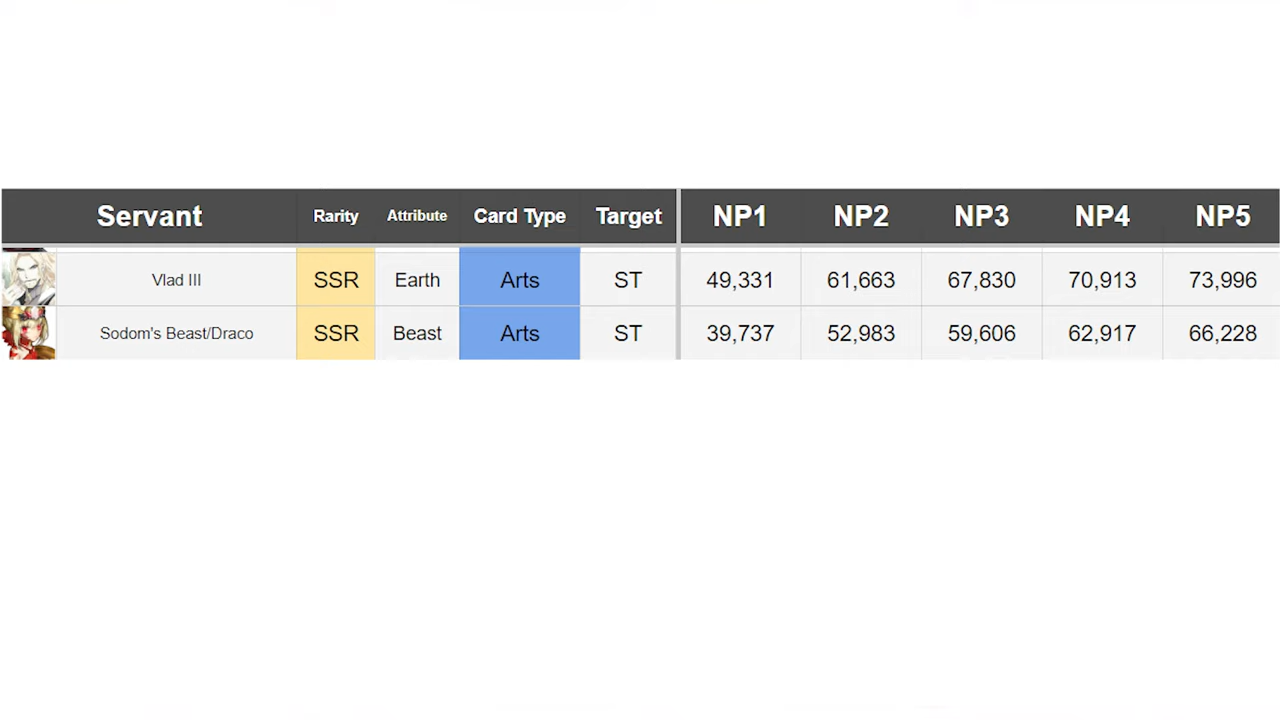 Servant Rarity Attribute Card Type Target NP1 NP2 NP3 NP4 NP5
Vlad III SSR Earth Arts ST 49,331 61,663 67,830 70,913 73,996
Sodom's Beast/Draco SSR Beast Arts ST 39,737 52,983 59,606 62,917 66,228